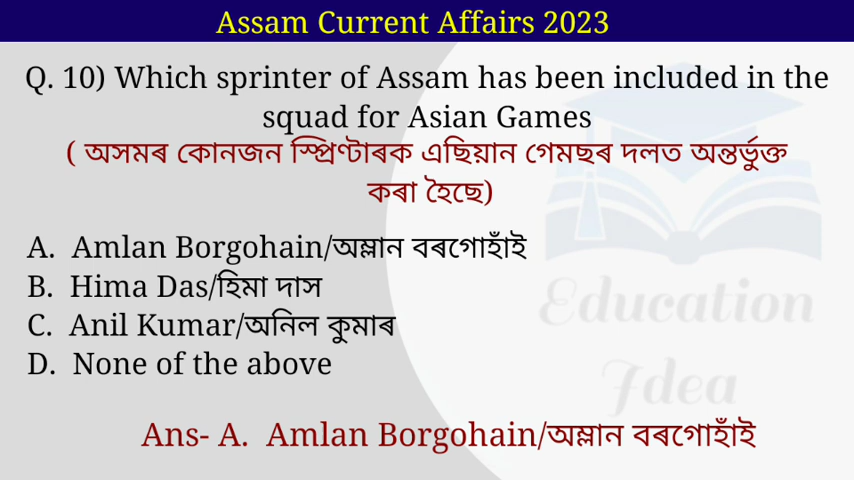 Assam Current Affairs 2023
Q. 10) Which sprinter of Assam has been included in the
squad for Asian Games
( অসমৰ কোনজন স্প্ৰিণ্টাৰক এছিয়ান গেমছৰ দলত অন্তৰ্ভুক্ত
কৰা হৈছে)
A. Amlan Borgohain/অম্লান বৰগোহাঁই
B. Hima Das/হিমা দাস
C. Anil Kumar/অনিল কুমাৰ
D. None of the above
Education
Idea
Ans- A. Amlan Borgohain/অম্লান বৰগোহাঁই